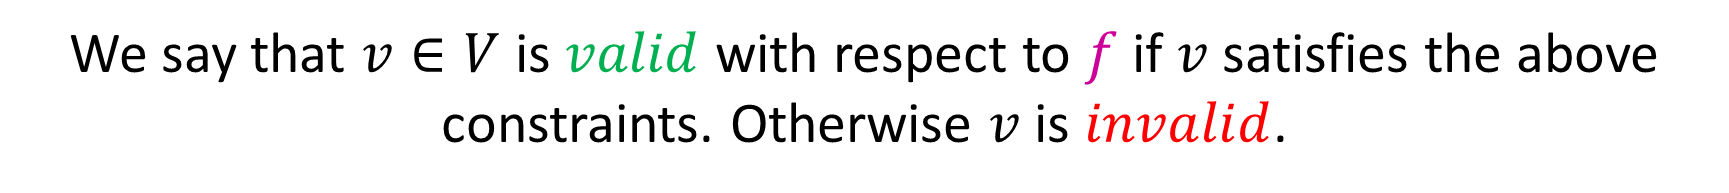 We say that 𝑣 ∈ 𝑉 is 𝑣𝑎𝑙𝑖𝑑 with respect to 𝑓 if 𝑣 satisfies the above
constraints. Otherwise 𝑣 is 𝑖𝑛𝑣𝑎𝑙𝑖𝑑.